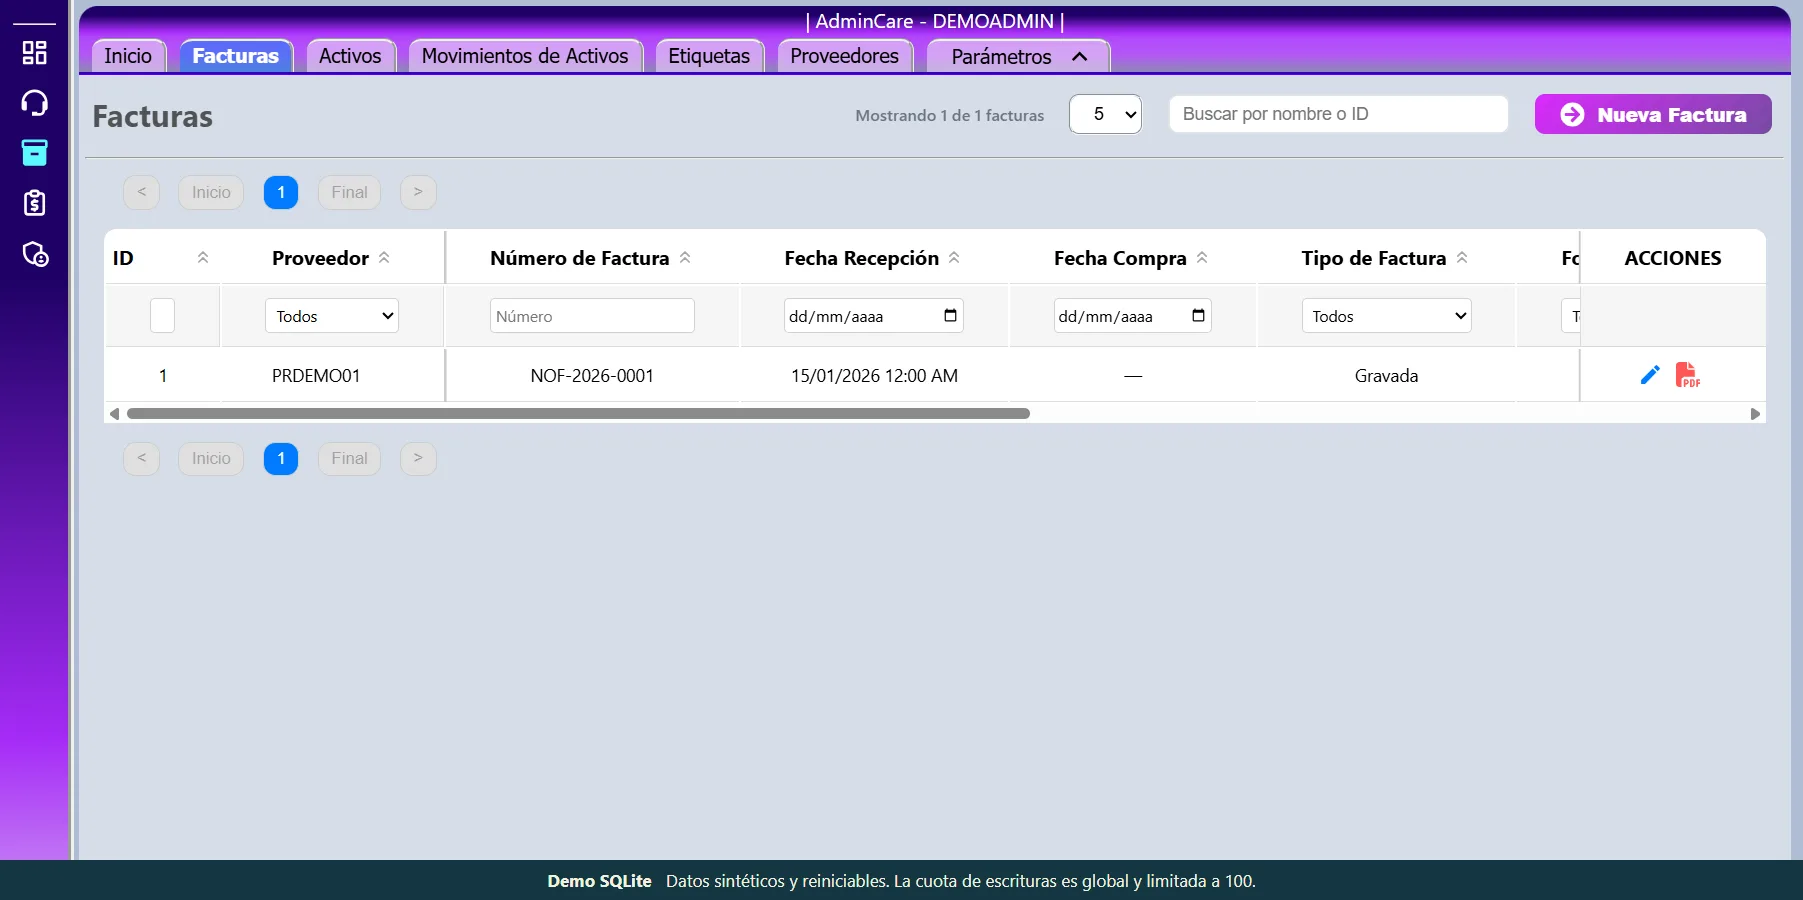 | AdminCare - DEMOADMIN |
Inicio Facturas Activos Movimientos de Activos Etiquetas Proveedores Parámetros
Facturas Mostrando 1 de 1 facturas 5 Buscar por nombre o ID Nueva Factura
< Inicio 1 Final >
ID Proveedor Número de Factura Fecha Recepción Fecha Compra Tipo de Factura Fo ACCIONES
Todos Número dd/mm/aaaa dd/mm/aaaa Todos T
1 PRDEMO01 NOF-2026-0001 15/01/2026 12:00 AM — Gravada PDF
< Inicio 1 Final >
Demo SQLite Datos sintéticos y reiniciables. La cuota de escrituras es global y limitada a 100.